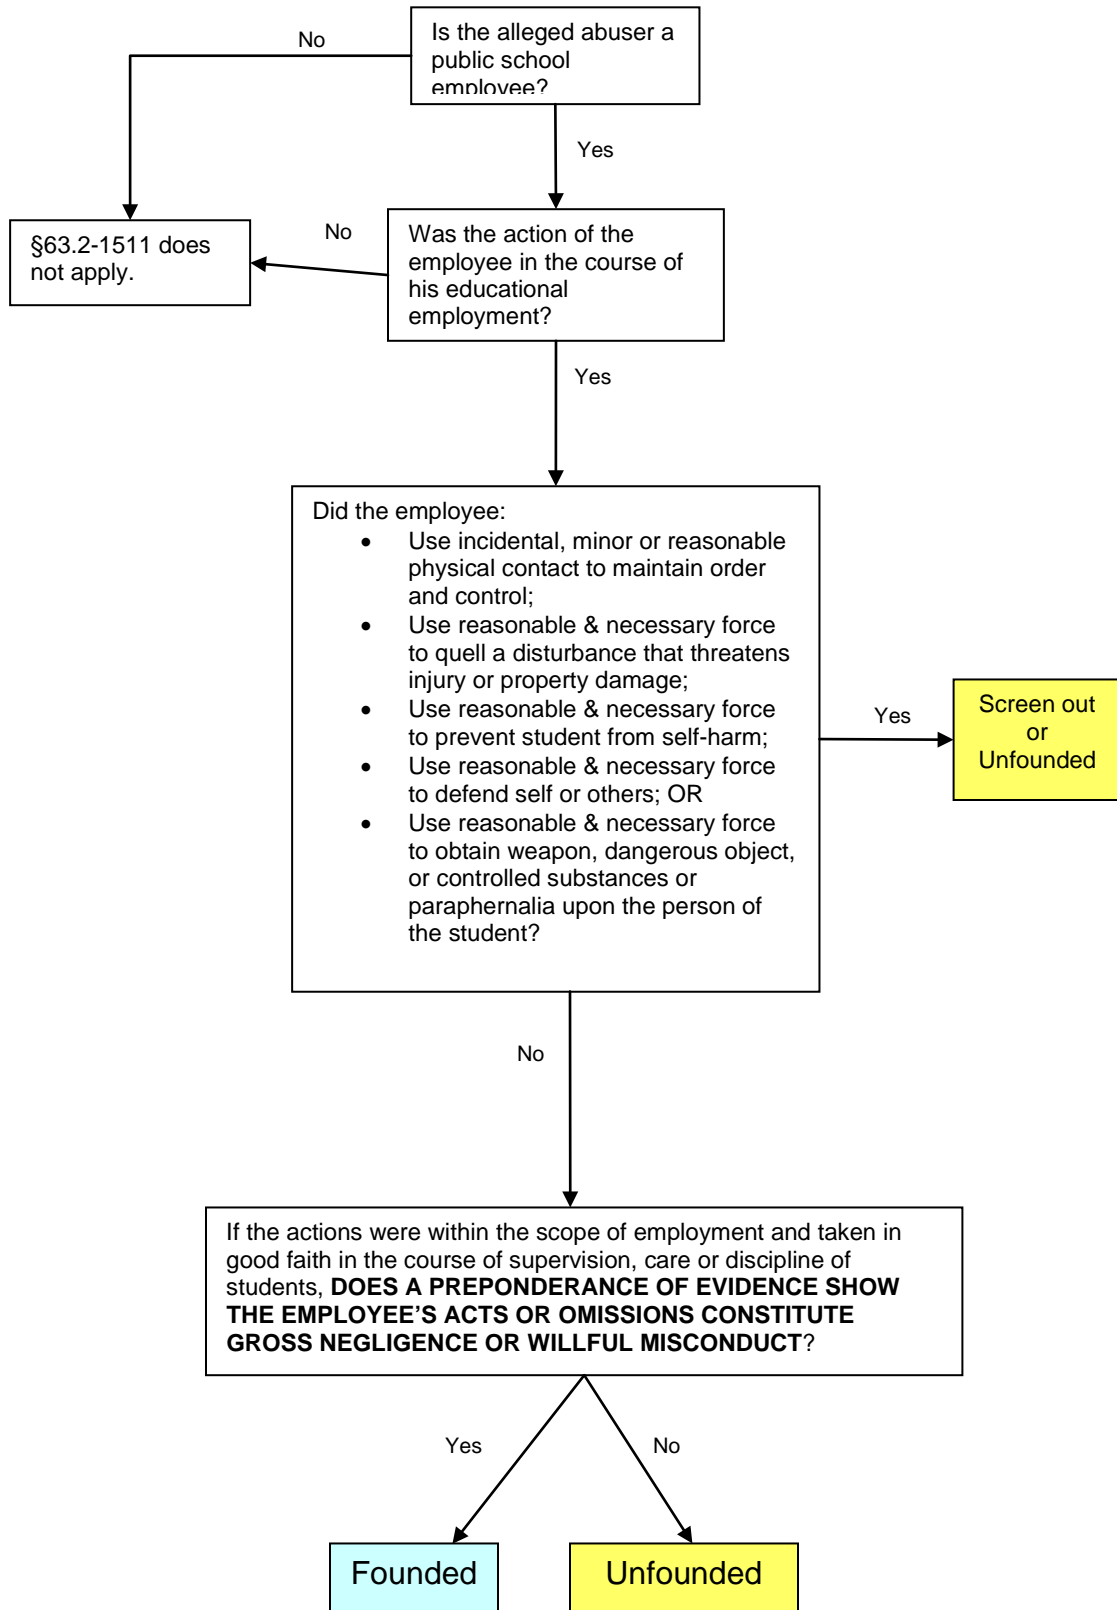 Is the alleged abuser a
public school
employee?
No
Yes
§63.2-1511 does
not apply.
No
Was the action of the
employee in the course of
his educational
employment?
Yes
Did the employee:
• Use incidental, minor or reasonable
physical contact to maintain order
and control;
• Use reasonable & necessary force
to quell a disturbance that threatens
injury or property damage;
• Use reasonable & necessary force
to prevent student from self-harm;
• Use reasonable & necessary force
to defend self or others; OR
• Use reasonable & necessary force
to obtain weapon, dangerous object,
or controlled substances or
paraphernalia upon the person of
the student?
Yes
Screen out
or
Unfounded
No
If the actions were within the scope of employment and taken in
good faith in the course of supervision, care or discipline of
students, DOES A PREPONDERANCE OF EVIDENCE SHOW
THE EMPLOYEE'S ACTS OR OMISSIONS CONSTITUTE
GROSS NEGLIGENCE OR WILLFUL MISCONDUCT?
Yes
No
Founded
Unfounded